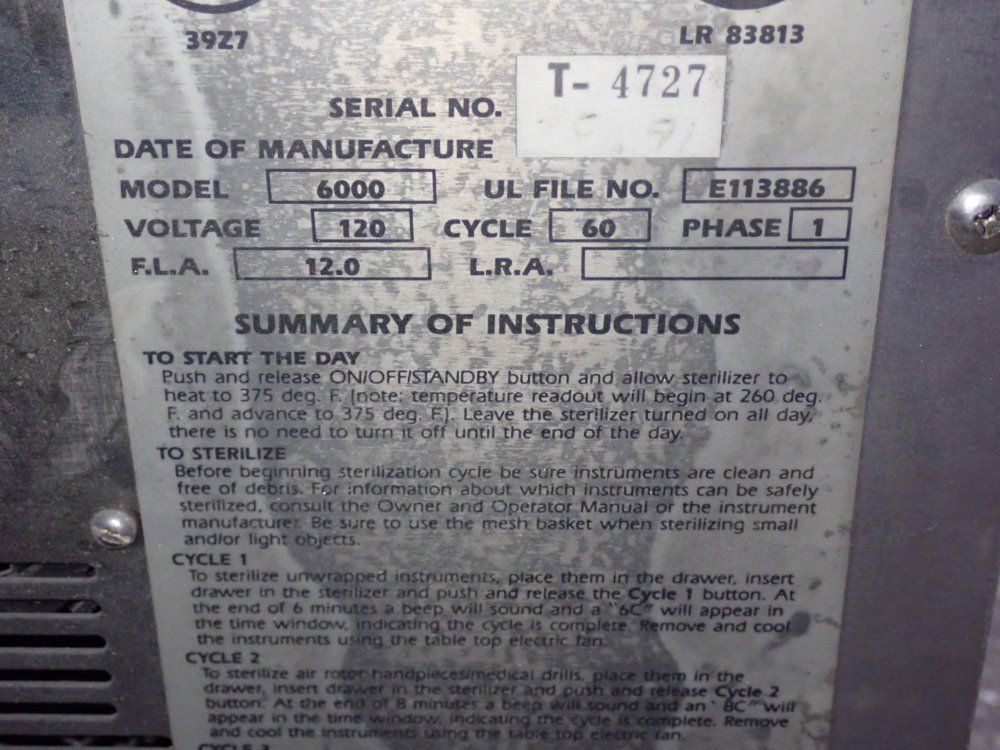 39Z7 LR 83813
SERIAL NO. T- 4727
DATE OF MANUFACTURE
MODEL 6000 UL FILE NO. E113886
VOLTAGE 120 CYCLE 60 PHASE 1
F.L.A. 12.0 L.R.A.
SUMMARY OF INSTRUCTIONS
TO START THE DAY
Push and release ON/OFF/STANDBY button and allow sterilizer to
heat to 375 deg. F. (note: temperature readout will begin at 260 deg.
F. and advance to 375 deg. F.). Leave the sterilizer turned on all day,
there is no need to turn it off until the end of the day.
TO STERILIZE
Before beginning sterilization cycle be sure instruments are clean and
free of debris. For information about which instruments can be safely
sterilized, consult the Owner and Operator Manual or the instrument
manufacturer. Be sure to use the mesh basket when sterilizing small
and/or light objects.
CYCLE 1
To sterilize unwrapped instruments, place them in the drawer, insert
drawer in the sterilizer and push and release the Cycle 1 button. At
the end of 6 minutes a beep will sound and a "6C" will appear in
the time window, indicating the cycle is complete. Remove and cool
the instruments using the table top electric fan.
CYCLE 2
To sterilize air rotor handpieces/medical drills, place them in the
drawer, insert drawer in the sterilizer and push and release Cycle 2
button. At the end of 8 minutes a beep will sound and an "8C" will
appear in the time window, indicating the cycle is complete. Remove
and cool the instruments using the table top electric fan.
CYCLE 3